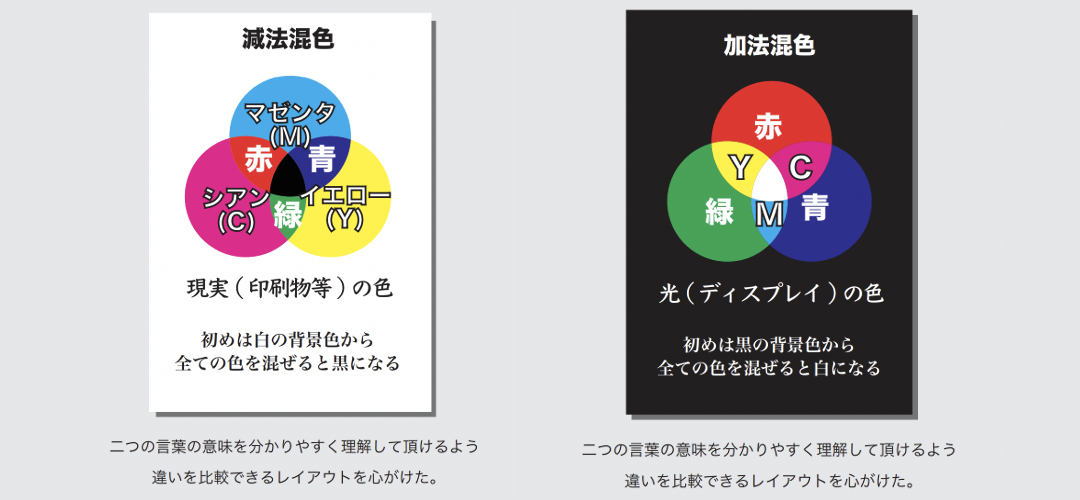 減法混色
マゼンタ
(M)
赤
青
シアン
(C)
イエロー
(Y)
緑
現実(印刷物等)の色
初めは白の背景色から
全ての色を混ぜると黒になる
二つの言葉の意味を分かりやすく理解して頂けるよう
違いを比較できるレイアウトを心がけた。
加法混色
赤
Y
C
緑
M
青
光(ディスプレイ)の色
初めは黒の背景色から
全ての色を混ぜると白になる
二つの言葉の意味を分かりやすく理解して頂けるよう
違いを比較できるレイアウトを心がけた。